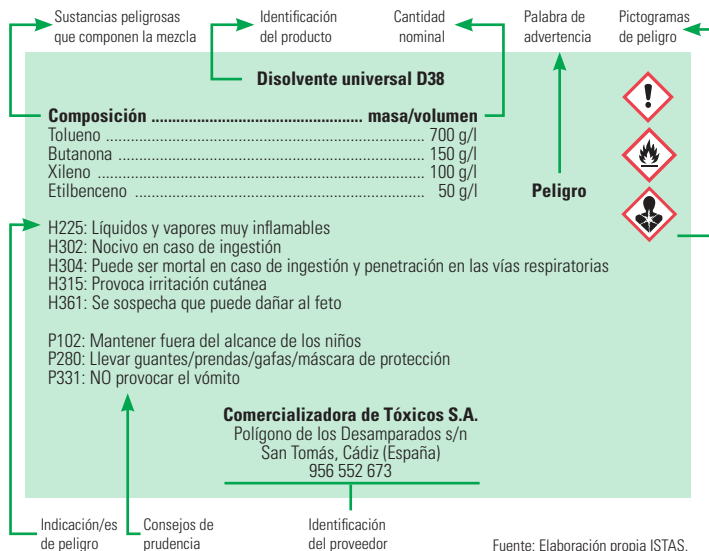 Sustancias peligrosas
que componen la mezcla
Identificación
del producto
Cantidad
nominal
Palabra de
advertencia
Pictogramas
de peligro
Disolvente universal D38
Composición .................................................. masa/volumen
Tolueno ............................................................................ 700 g/l
Butanona ......................................................................... 150 g/l
Xileno .............................................................................. 100 g/l
Etilbenceno ...................................................................... 50 g/l
Peligro
H225: Líquidos y vapores muy inflamables
H302: Nocivo en caso de ingestión
H304: Puede ser mortal en caso de ingestión y penetración en las vías respiratorias
H315: Provoca irritación cutánea
H361: Se sospecha que puede dañar al feto
P102: Mantener fuera del alcance de los niños
P280: Llevar guantes/prendas/gafas/máscara de protección
P331: NO provocar el vómito
Comercializadora de Tóxicos S.A.
Polígono de los Desamparados s/n
San Tomás, Cádiz (España)
956 552 673
Indicación/es
de peligro
Consejos de
prudencia
Identificación
del proveedor
Fuente: Elaboración propia ISTAS.